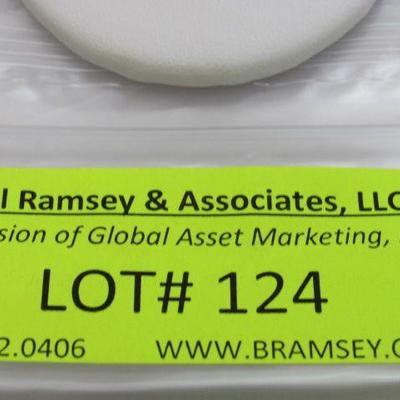 l Ramsey & Associates, LLC
sion of Global Asset Marketing,
LOT# 124
2.0406 WWW.BRAMSEY.C